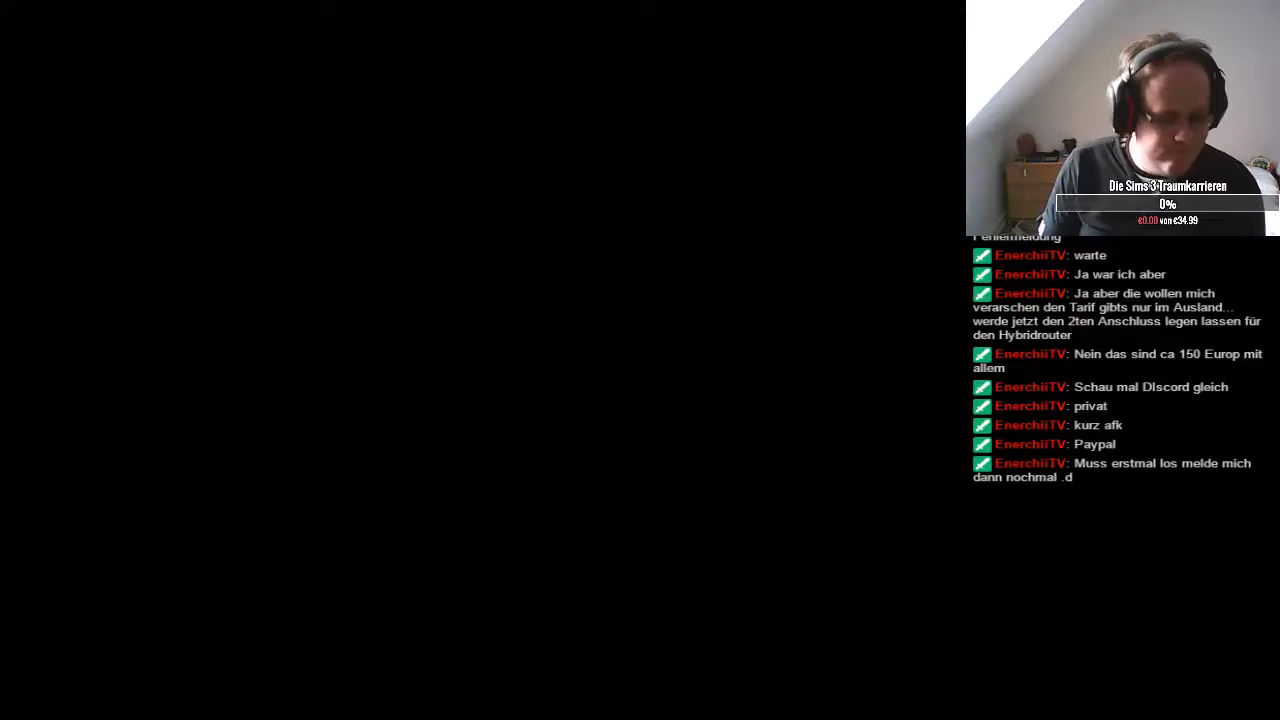 Die Sims 3 Traumkarrieren
0%
€0.00 von €34.99
Fehlermeldung
EnerchiiTV: warte
EnerchiiTV: Ja war ich aber
EnerchiiTV: Ja aber die wollen mich
verarschen den Tarif gibts nur im Ausland...
werde jetzt den 2ten Anschluss legen lassen für
den Hybridrouter
EnerchiiTV: Nein das sind ca 150 Europ mit
allem
EnerchiiTV: Schau mal DIscord gleich
EnerchiiTV: privat
EnerchiiTV: kurz afk
EnerchiiTV: Paypal
EnerchiiTV: Muss erstmal los melde mich
dann nochmal .d